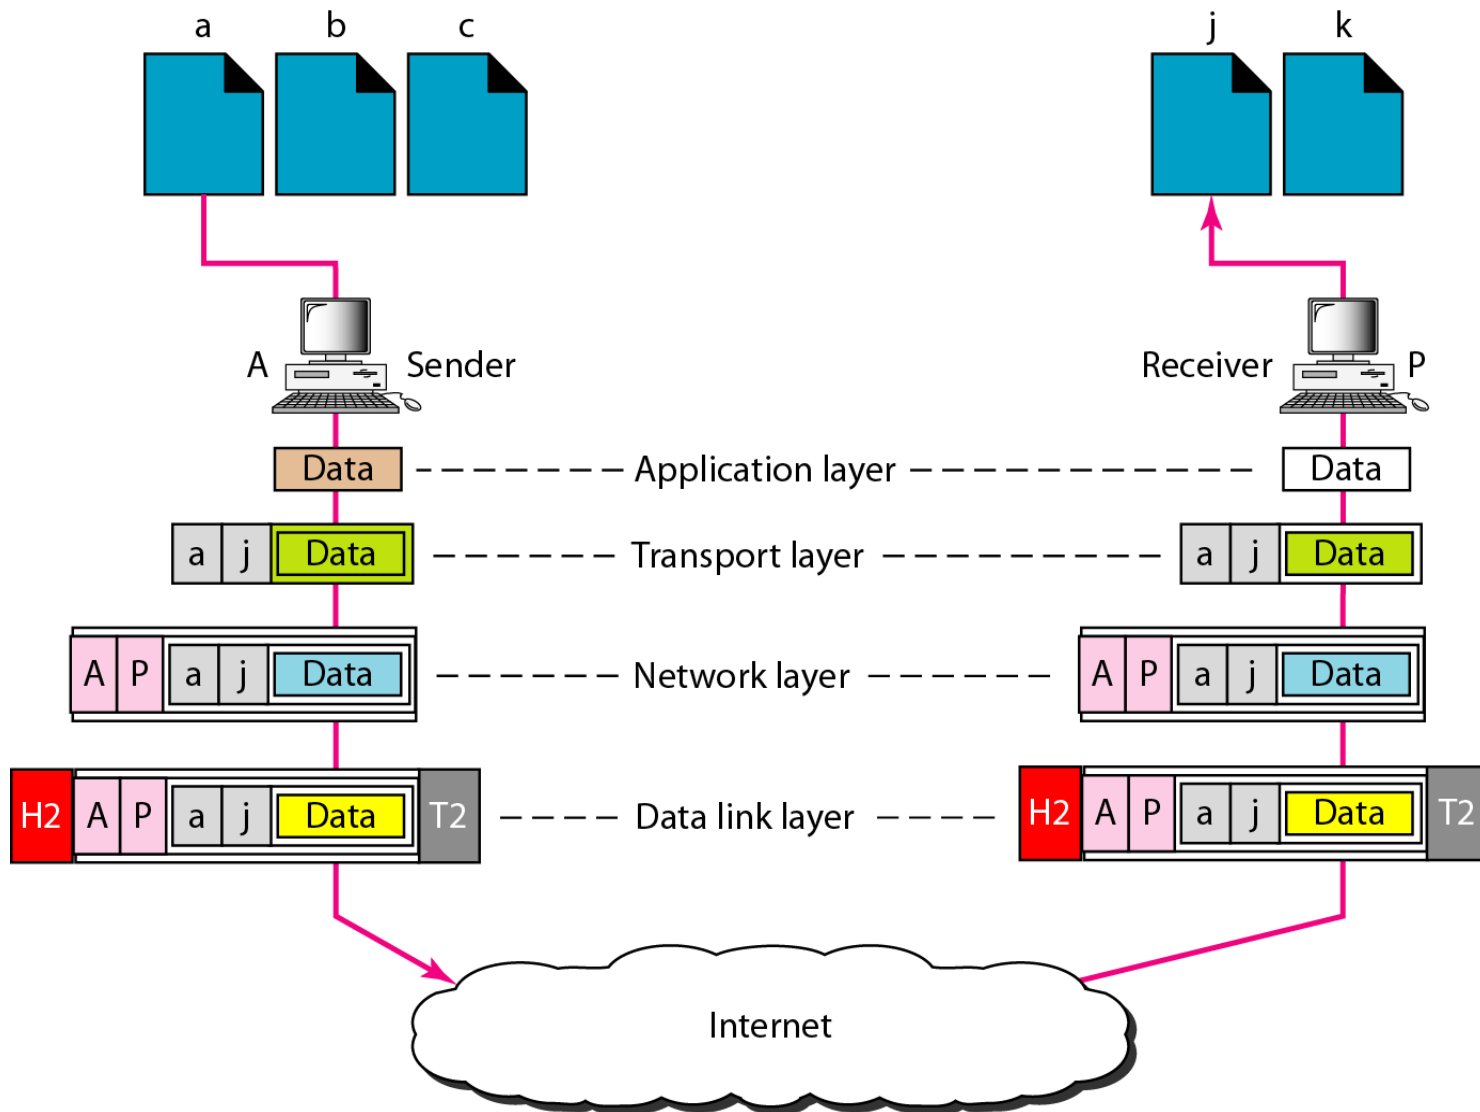 a b c j k
A Sender Receiver P
Data Application layer Data
a j Data Transport layer a j Data
A P a j Data Network layer A P a j Data
H2 A P a j Data T2 Data link layer H2 A P a j Data T2
Internet